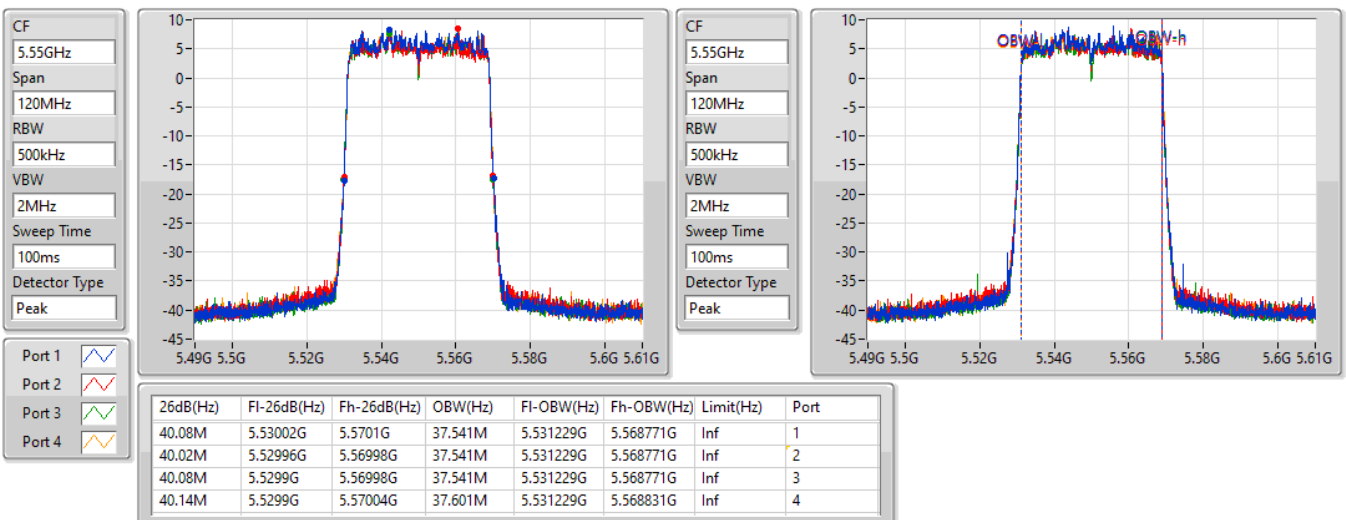 CF
5.55GHz
Span
120MHz
RBW
500kHz
VBW
2MHz
Sweep Time
100ms
Detector Type
Peak
10
5
0
-5
-10
-15
-20
-25
-30
-35
-40
-45
5.49G 5.5G 5.52G 5.54G 5.56G 5.58G 5.6G 5.61G
CF
5.55GHz
Span
120MHz
RBW
500kHz
VBW
2MHz
Sweep Time
100ms
Detector Type
Peak
10
5
0
-5
-10
-15
-20
-25
-30
-35
-40
-45
OBW-h
5.49G 5.5G 5.52G 5.54G 5.56G 5.58G 5.6G 5.61G
Port 1
Port 2
Port 3
Port 4
26dB(Hz) Fl-26dB(Hz) Fh-26dB(Hz) OBW(Hz) Fl-OBW(Hz) Fh-OBW(Hz) Limit(Hz) Port
40.08M 5.53002G 5.5701G 37.541M 5.531229G 5.568771G Inf 1
40.02M 5.52996G 5.56998G 37.541M 5.531229G 5.568771G Inf 2
40.08M 5.5299G 5.56998G 37.541M 5.531229G 5.568771G Inf 3
40.14M 5.5299G 5.57004G 37.601M 5.531229G 5.568831G Inf 4